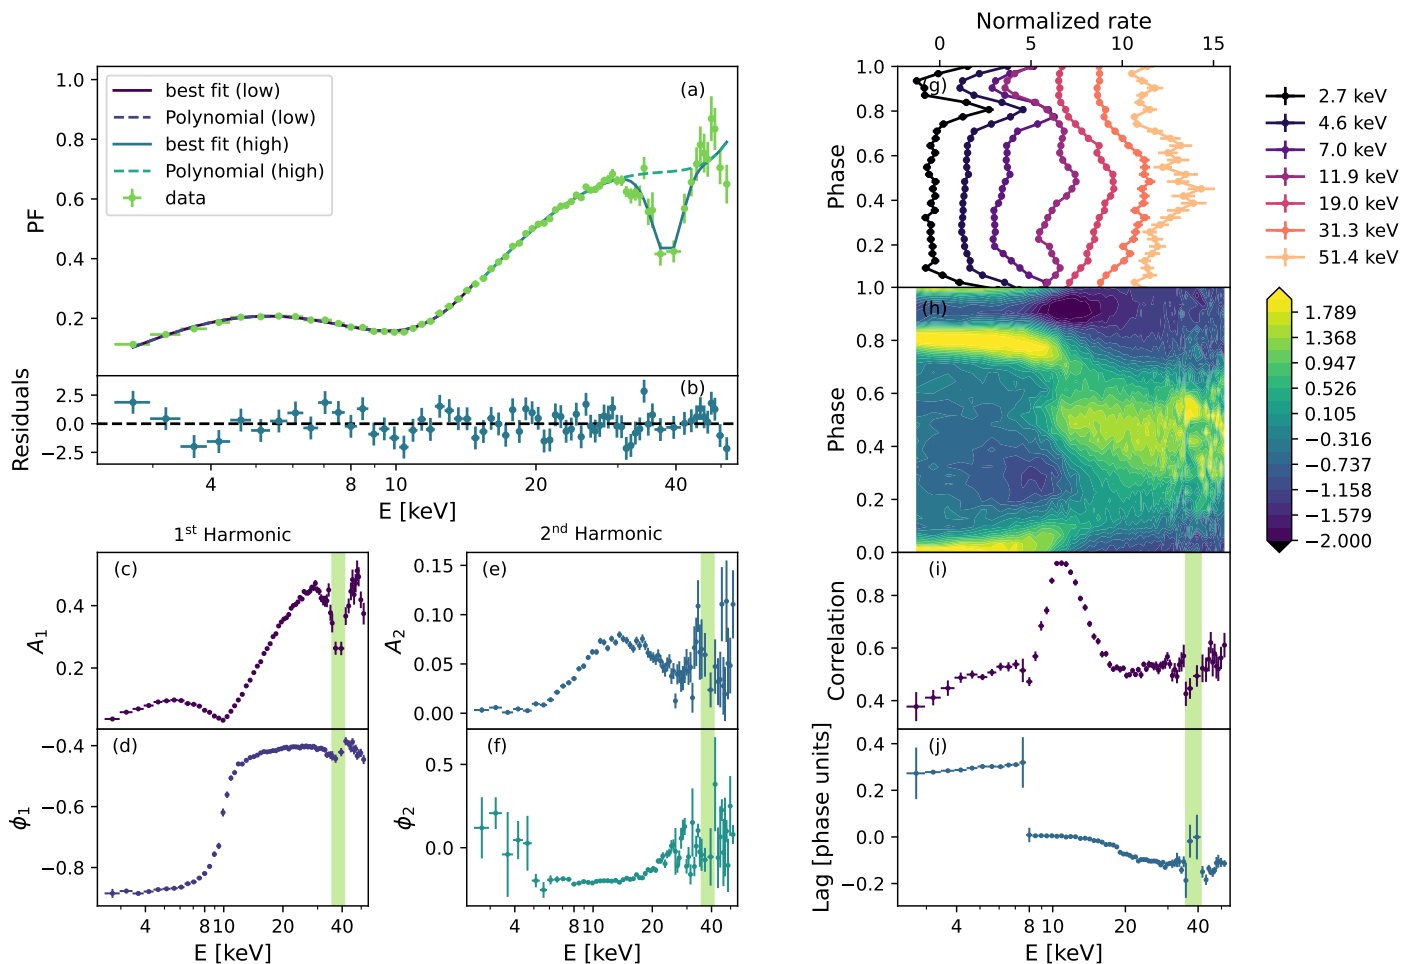 Normalized rate
0 5 10 15
1.0
0.8
0.6
0.4
0.2
PF
best fit (low)
Polynomial (low)
best fit (high)
Polynomial (high)
data
(a)
2.5
0.0
−2.5
Residuals
(b)
4 8 10 20 40
E [keV]
1st Harmonic
2nd Harmonic
(c)
0.4
0.2
A1
(d)
−0.4
−0.6
−0.8
ϕ1
4 8 10 20 40
E [keV]
(e)
0.15
0.10
0.05
0.00
A2
(f)
0.5
0.0
ϕ2
4 8 10 20 40
E [keV]
(g)
1.0
0.8
0.6
0.4
0.2
Phase
2.7 keV
4.6 keV
7.0 keV
11.9 keV
19.0 keV
31.3 keV
51.4 keV
(h)
1.0
0.8
0.6
0.4
0.2
0.0
Phase
1.789
1.368
0.947
0.526
0.105
−0.316
−0.737
−1.158
−1.579
−2.000
(i)
0.8
0.6
0.4
Correlation
(j)
0.4
0.2
0.0
−0.2
Lag [phase units]
4 8 10 20 40
E [keV]